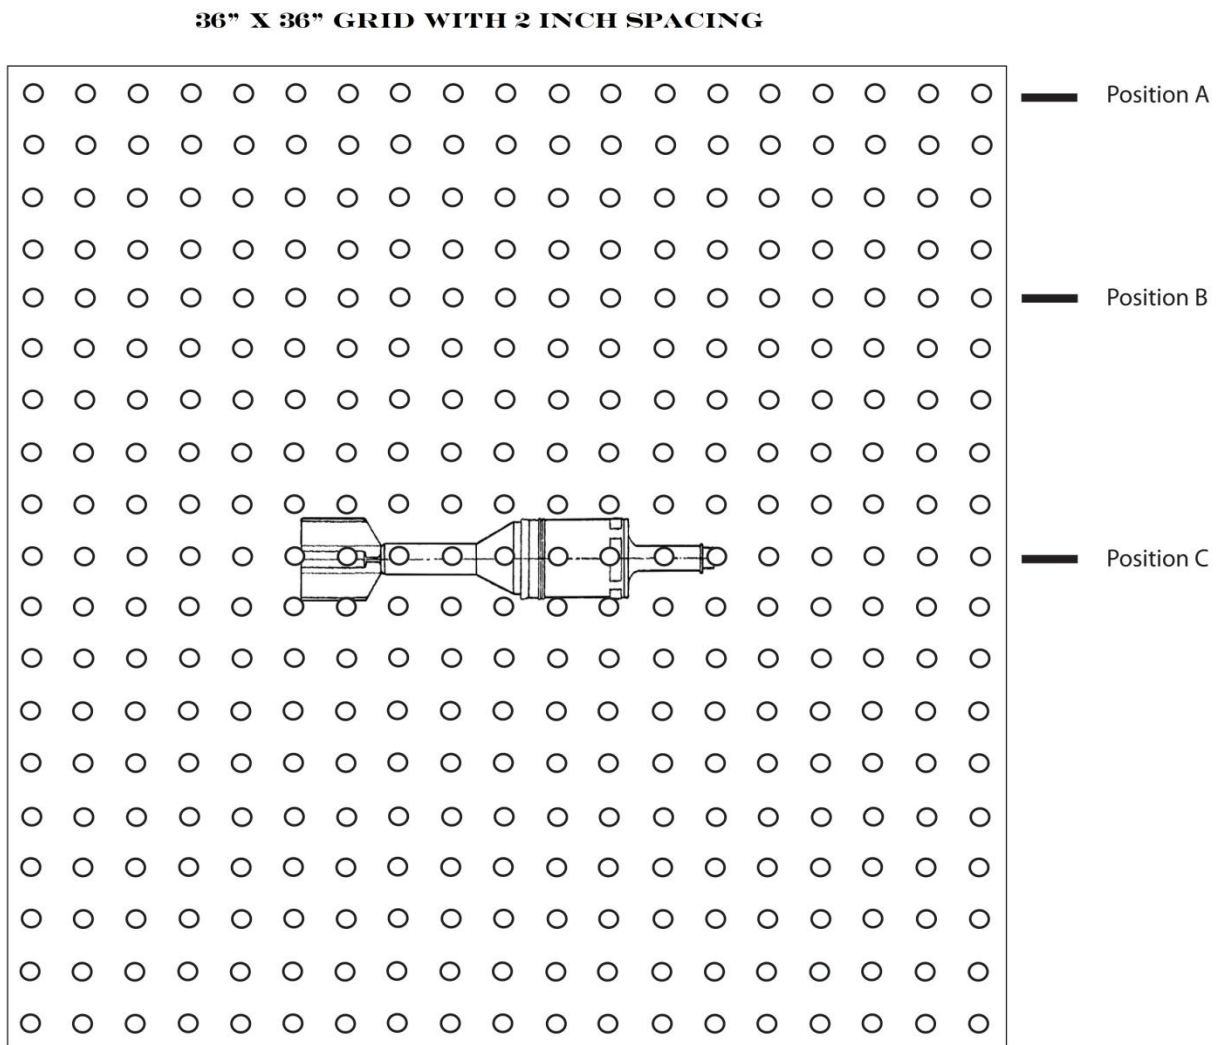 36” X 36” GRID WITH 2 INCH SPACING
Position A
Position B
Position C